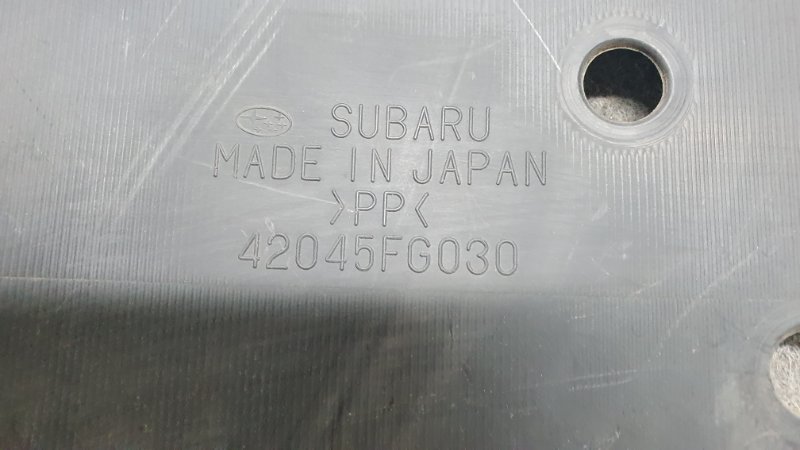 SUBARU
MADE IN JAPAN
>PP<
42045FG030